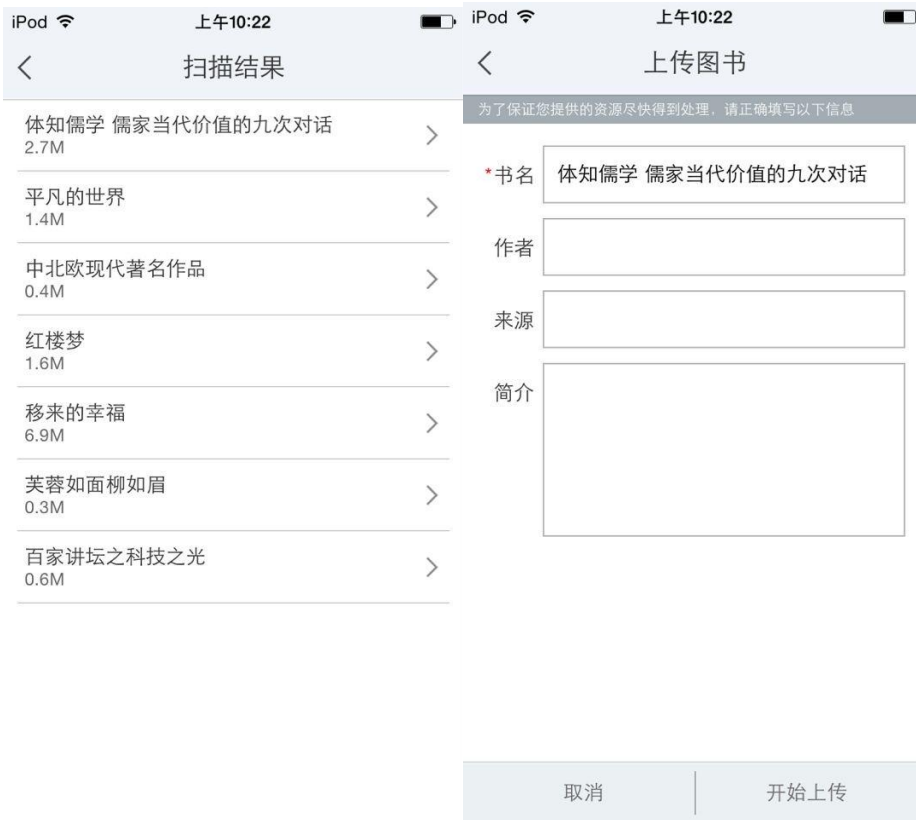 iPod 上午10:22
扫描结果
体知儒学 儒家当代价值的九次对话
2.7M
平凡的世界
1.4M
中北欧现代著名作品
0.4M
红楼梦
1.6M
移来的幸福
6.9M
芙蓉如面柳如眉
0.3M
百家讲坛之科技之光
0.6M
iPod 上午10:22
上传图书
为了保证您提供的资源尽快得到处理，请正确填写以下信息
*书名 体知儒学 儒家当代价值的九次对话
作者
来源
简介
取消 开始上传